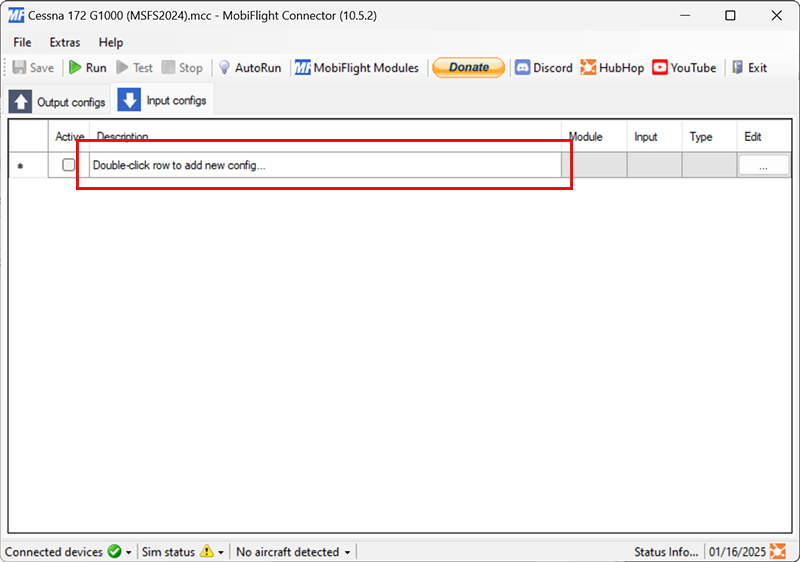 MF Cessna 172 G1000 (MSFS2024).mcc - MobiFlight Connector (10.5.2)
File Extras Help
Save Run Test Stop AutoRun MF MobiFlight Modules Donate Discord HubHop YouTube Exit
Output configs Input configs
Active Description Module Input Type Edit
* Double-click row to add new config... ...
Connected devices Sim status No aircraft detected Status Info... 01/16/2025